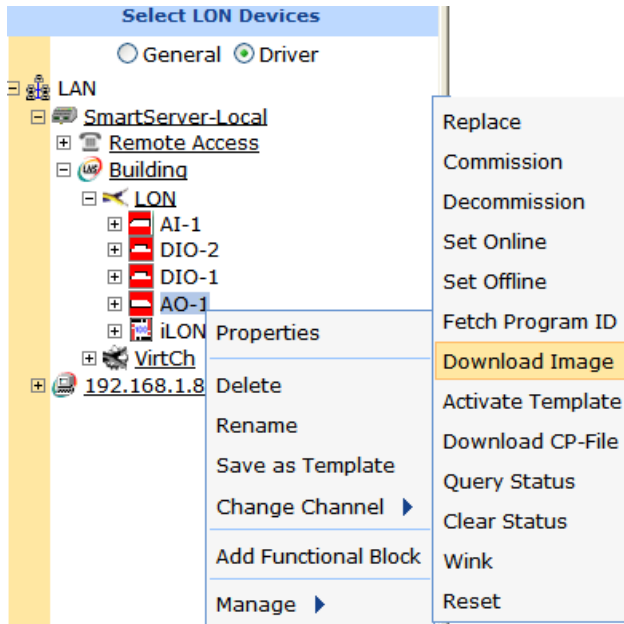 Select LON Devices
General Driver
LAN
SmartServer-Local
Remote Access
Building
LON
AI-1
DIO-2
DIO-1
AO-1
iLON
VirtCh
192.168.1.8
Properties
Delete
Rename
Save as Template
Change Channel
Add Functional Block
Manage
Replace
Commission
Decommission
Set Online
Set Offline
Fetch Program ID
Download Image
Activate Template
Download CP-File
Query Status
Clear Status
Wink
Reset